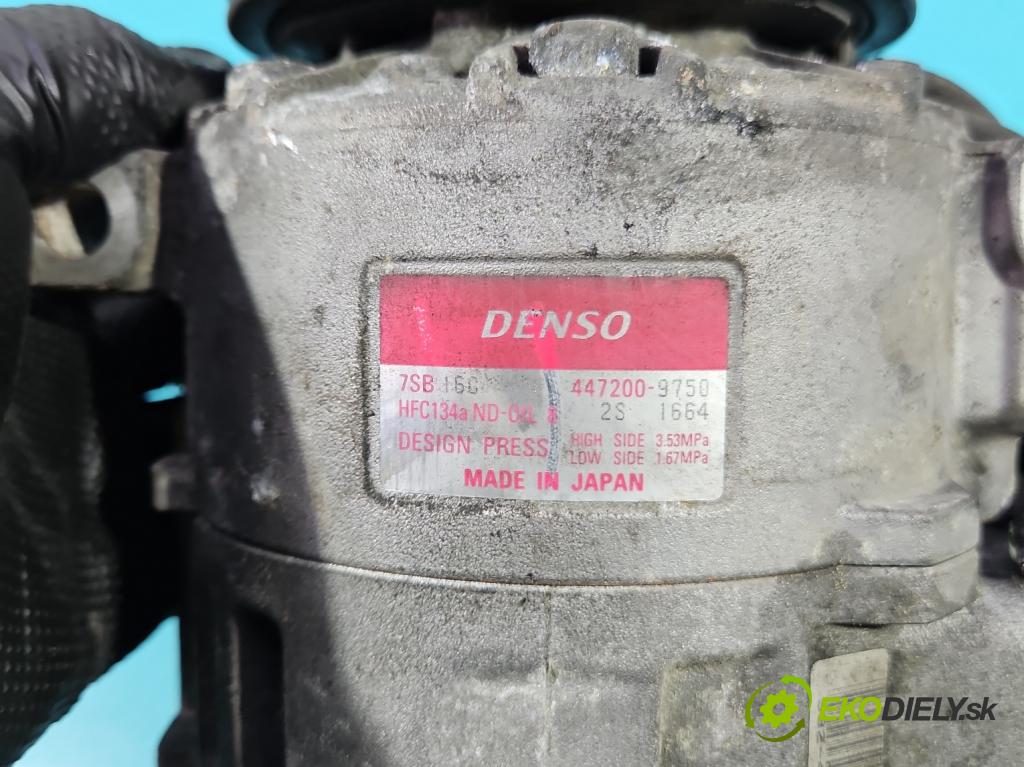 DENSO
7SB 16C 447200-9750
HFC134a ND-OIL 8 2S 1664
DESIGN PRESS HIGH SIDE 3.53MPa
LOW SIDE 1.67MPa
MADE IN JAPAN
EKODIELY.sk